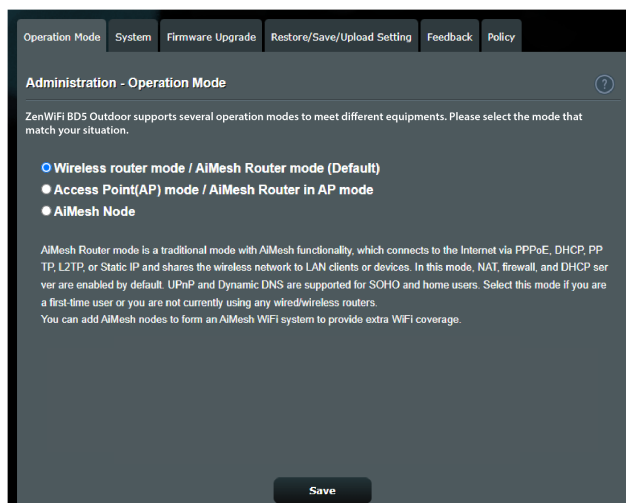 Operation Mode System Firmware Upgrade Restore/Save/Upload Setting Feedback Policy
Administration - Operation Mode
?
ZenWiFi BD5 Outdoor supports several operation modes to meet different equipments. Please select the mode that
match your situation.
Wireless router mode / AiMesh Router mode (Default)
Access Point(AP) mode / AiMesh Router in AP mode
AiMesh Node
AiMesh Router mode is a traditional mode with AiMesh functionality, which connects to the Internet via PPPoE, DHCP, PP
TP, L2TP, or Static IP and shares the wireless network to LAN clients or devices. In this mode, NAT, firewall, and DHCP ser
ver are enabled by default. UPnP and Dynamic DNS are supported for SOHO and home users. Select this mode if you are
a first-time user or you are not currently using any wired/wireless routers.
You can add AiMesh nodes to form an AiMesh WiFi system to provide extra WiFi coverage.
Save